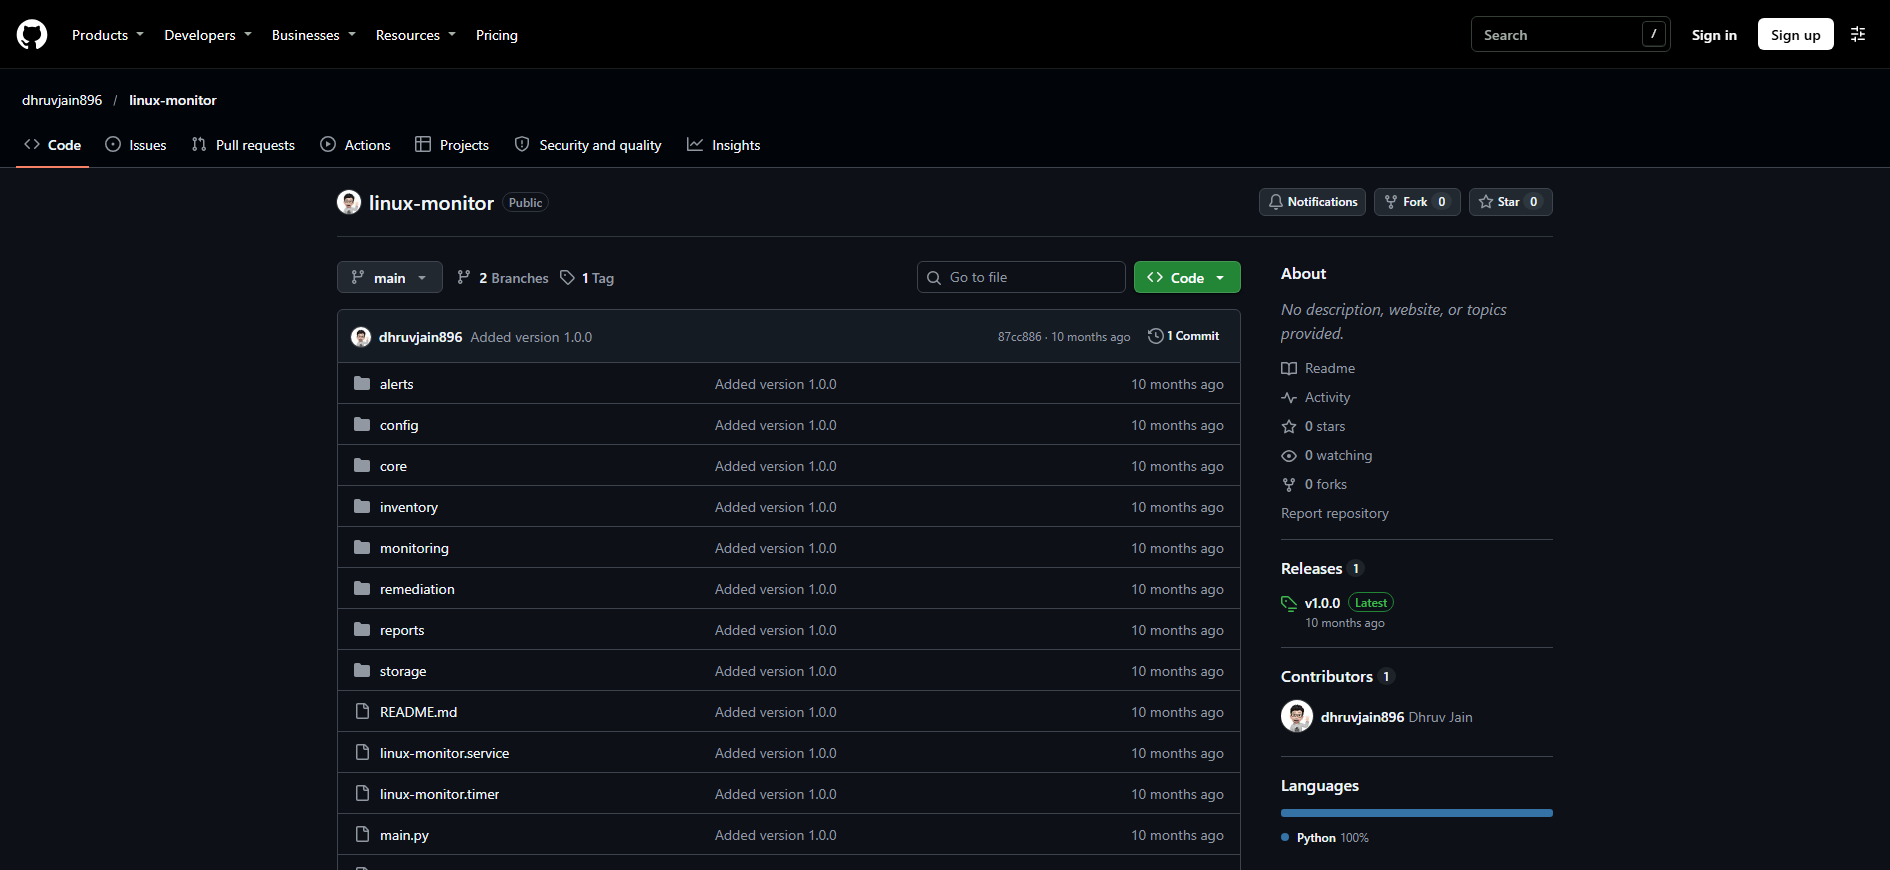 Products Developers Businesses Resources Pricing Search / Sign in Sign up
dhruvjain896 / linux-monitor
Code Issues Pull requests Actions Projects Security and quality Insights
linux-monitor Public Notifications Fork 0 Star 0
main 2 Branches 1 Tag Go to file Code
dhruvjain896 Added version 1.0.0 87cc886 · 10 months ago 1 Commit
alerts Added version 1.0.0 10 months ago
config Added version 1.0.0 10 months ago
core Added version 1.0.0 10 months ago
inventory Added version 1.0.0 10 months ago
monitoring Added version 1.0.0 10 months ago
remediation Added version 1.0.0 10 months ago
reports Added version 1.0.0 10 months ago
storage Added version 1.0.0 10 months ago
README.md Added version 1.0.0 10 months ago
linux-monitor.service Added version 1.0.0 10 months ago
linux-monitor.timer Added version 1.0.0 10 months ago
main.py Added version 1.0.0 10 months ago
About
No description, website, or topics
provided.
Readme
Activity
0 stars
0 watching
0 forks
Report repository
Releases 1
v1.0.0 Latest
10 months ago
Contributors 1
dhruvjain896 Dhruv Jain
Languages
Python 100%